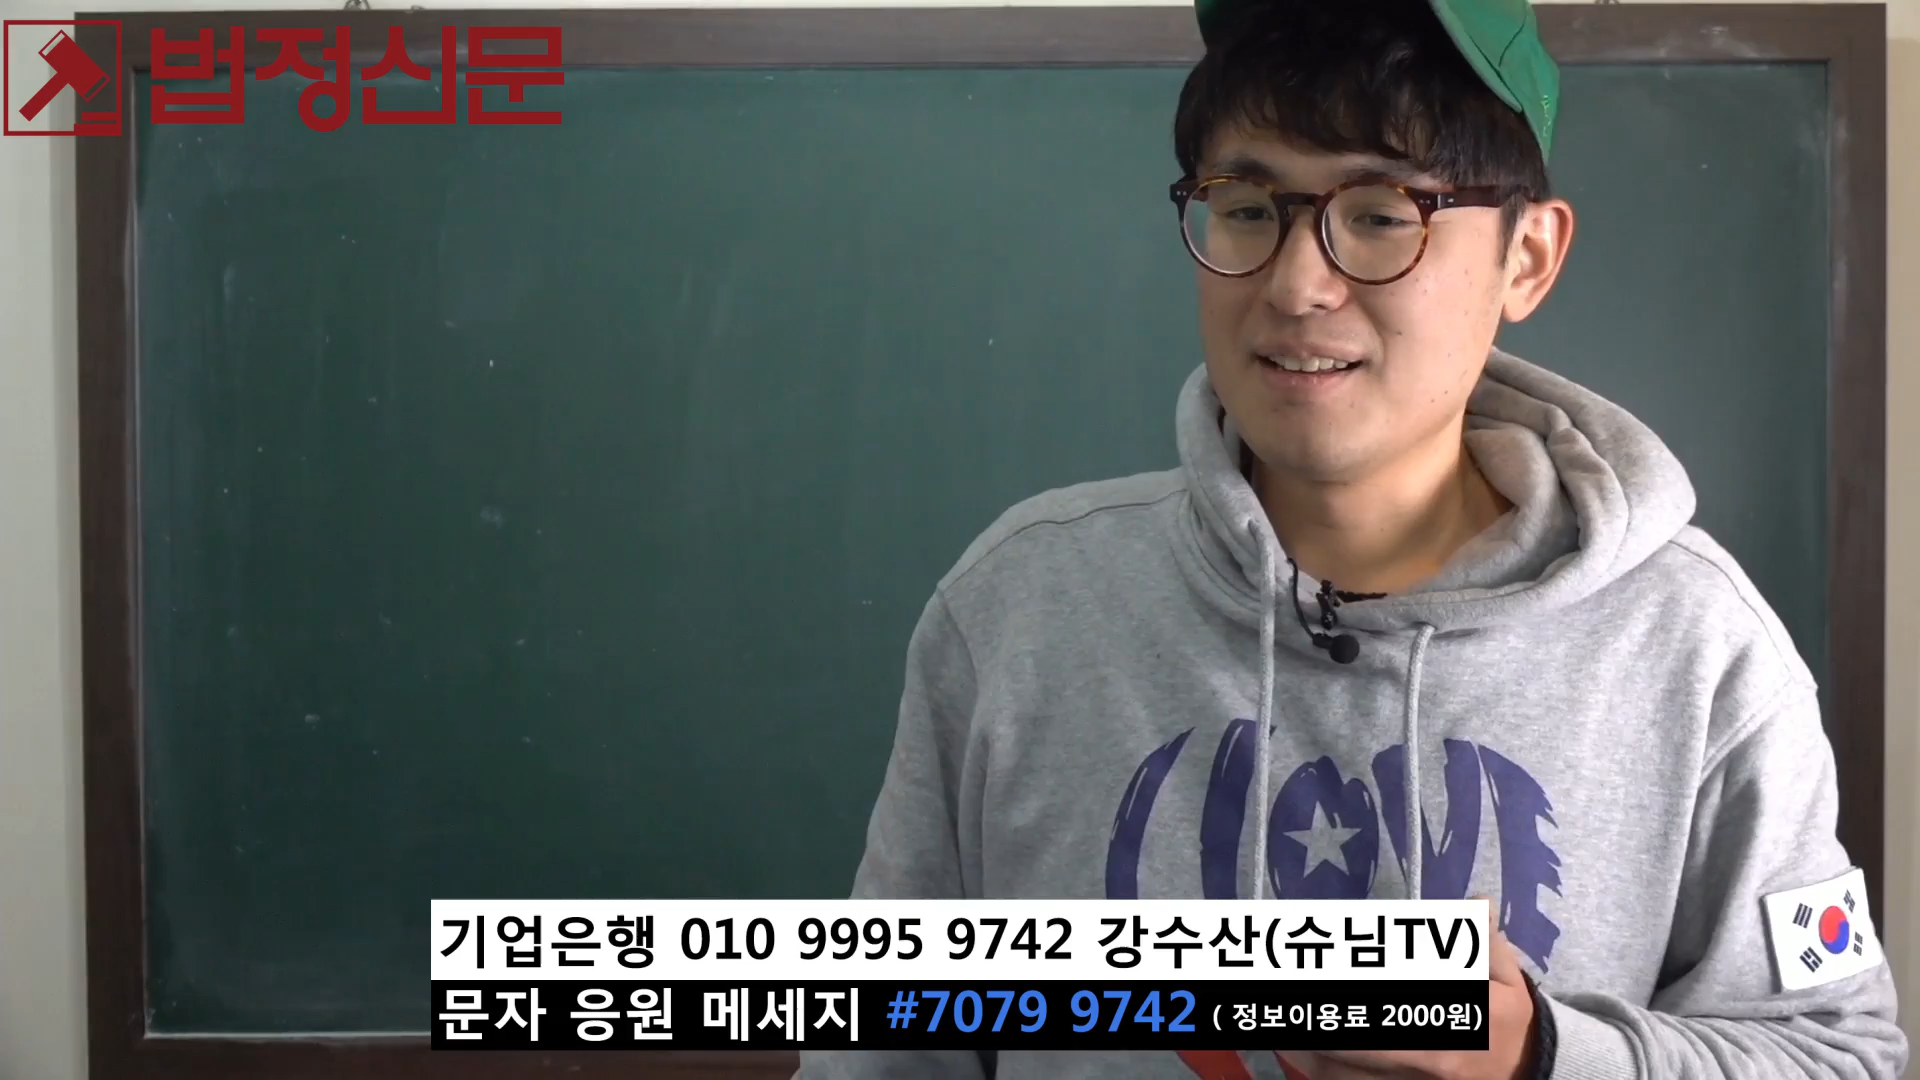 법정신문
I LOVE
기업은행 010 9995 9742 강수산(슈님TV)
문자 응원 메세지 #7079 9742 ( 정보이용료 2000원)